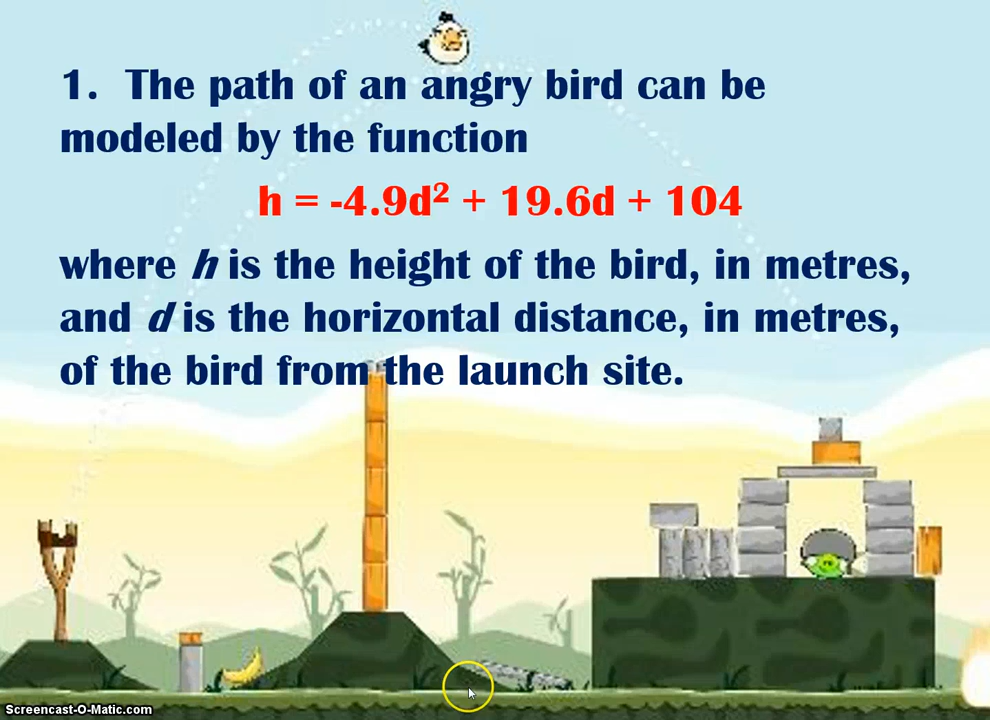 1. The path of an angry bird can be
modeled by the function
h = -4.9d² + 19.6d + 104
where h is the height of the bird, in metres,
and d is the horizontal distance, in metres,
of the bird from the launch site.
Screencast-O-Matic.com